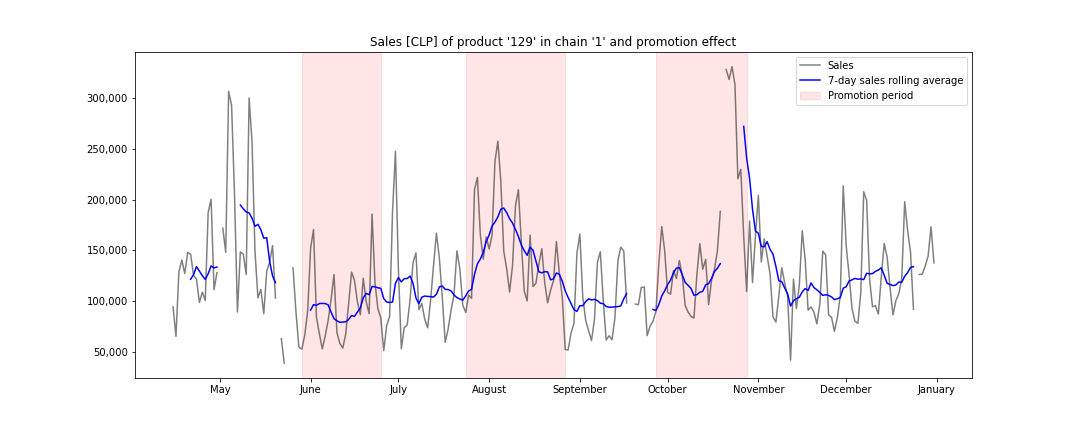 Sales [CLP] of product '129' in chain '1' and promotion effect
Sales
7-day sales rolling average
Promotion period
300,000
250,000
200,000
150,000
100,000
50,000
May June July August September October November December January